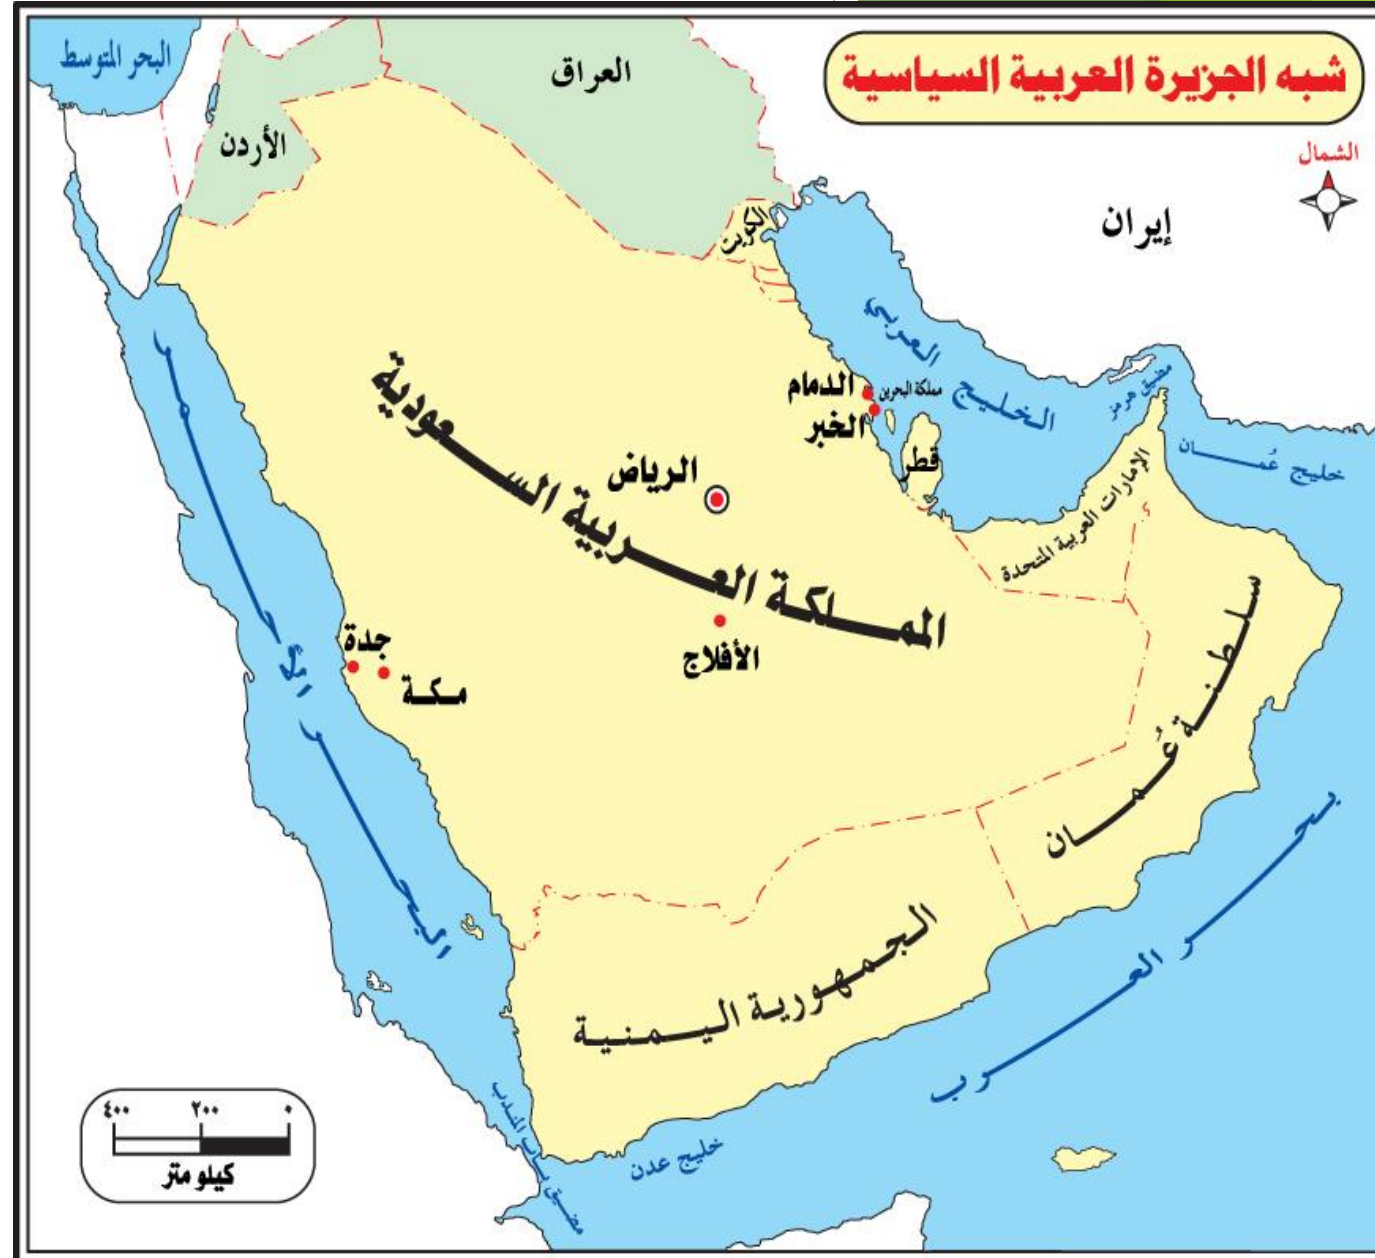 شبه الجزيرة العربية السياسية
الشمال
البحر المتوسط
العراق
الأردن
إيران
الكويت
الخليج العربي
مضيق هرمز
خليج عُمــان
الدمام
مملكة البحرين
الخبر
قطر
الرياض
الإمارات العربية المتحدة
المملكة العربية السعودية
سلطنة عُمان
البحر الأحمر
جدة
مكة
الأفلاج
بحر العرب
الجمهورية اليمنية
خليج عدن
مضيق باب المندب
٤٠٠ ٢٠٠ ٠
كيلو متر